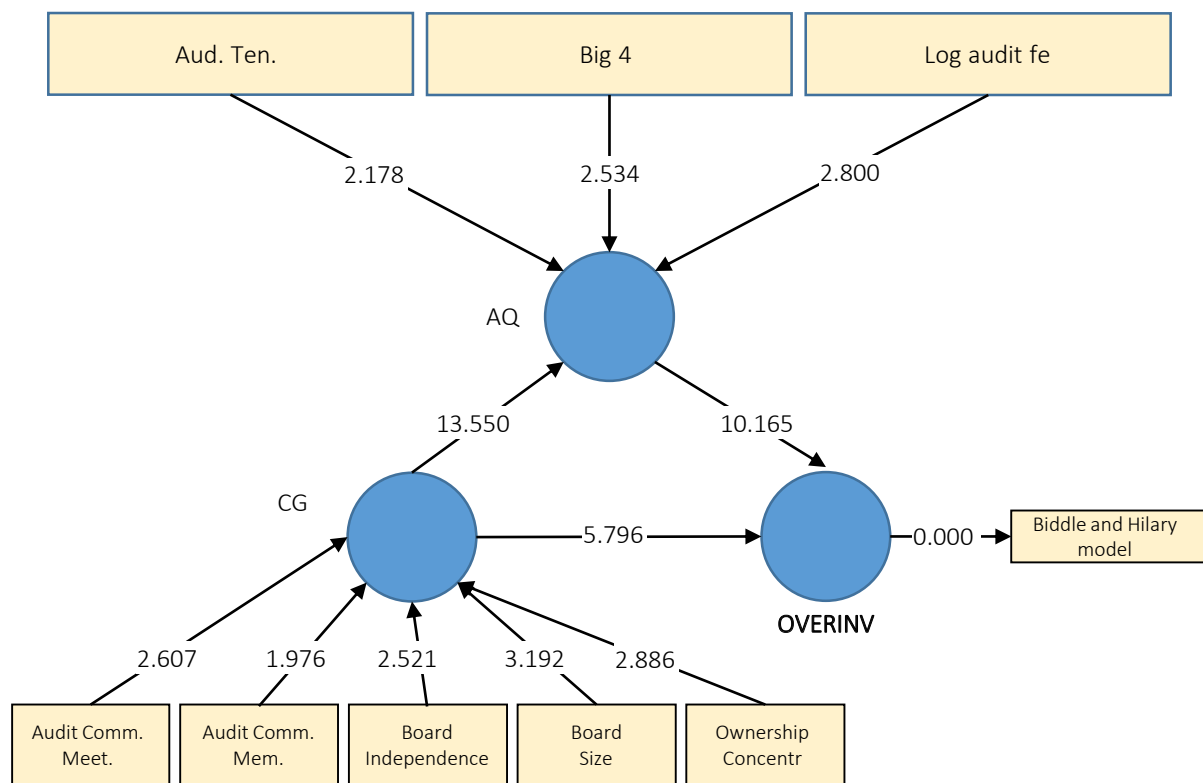 Aud. Ten.
Big 4
Log audit fe
2.178
2.534
2.800
AQ
13.550
10.165
CG
5.796
0.000
Biddle and Hilary
model
OVERINV
2.607
1.976
2.521
3.192
2.886
Audit Comm.
Meet.
Audit Comm.
Mem.
Board
Independence
Board
Size
Ownership
Concentr